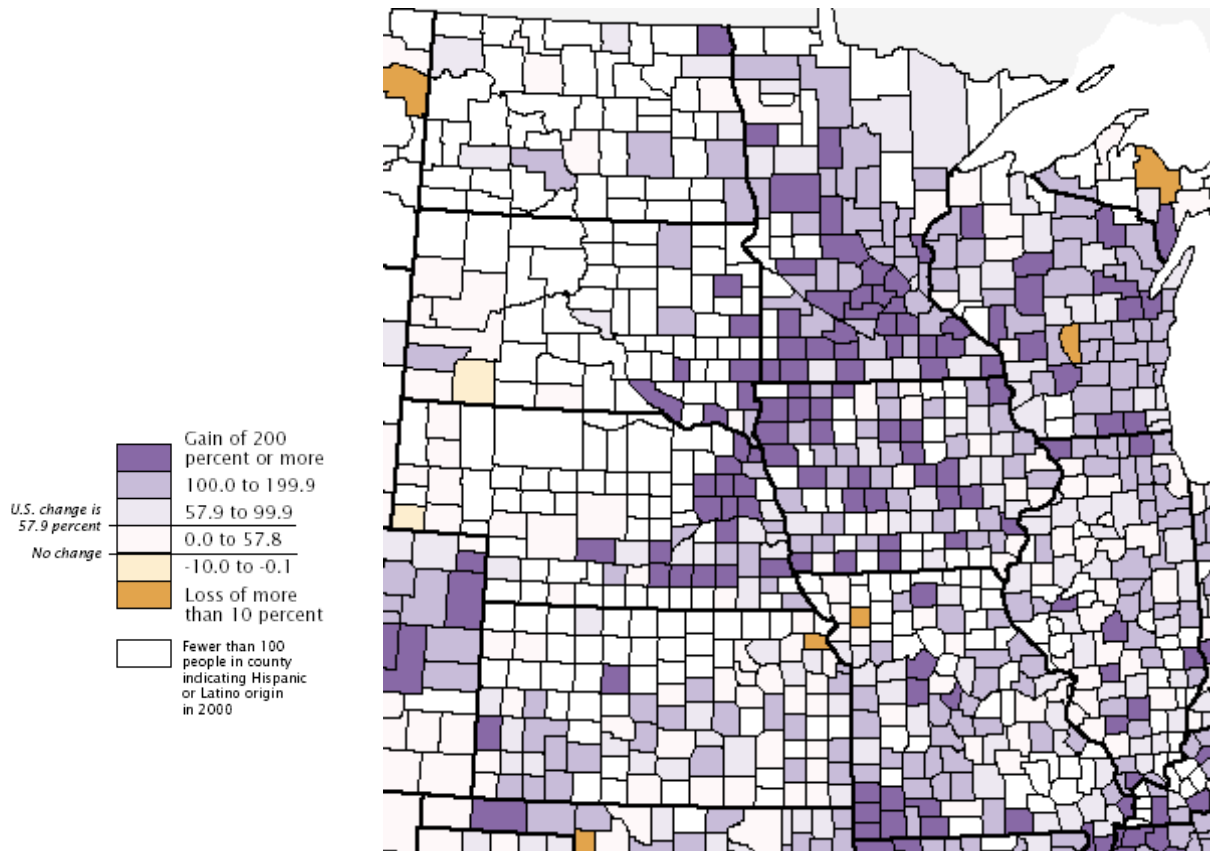 Gain of 200
percent or more
100.0 to 199.9
U.S. change is
57.9 percent
57.9 to 99.9
0.0 to 57.8
No change
-10.0 to -0.1
Loss of more
than 10 percent
Fewer than 100
people in county
indicating Hispanic
or Latino origin
in 2000